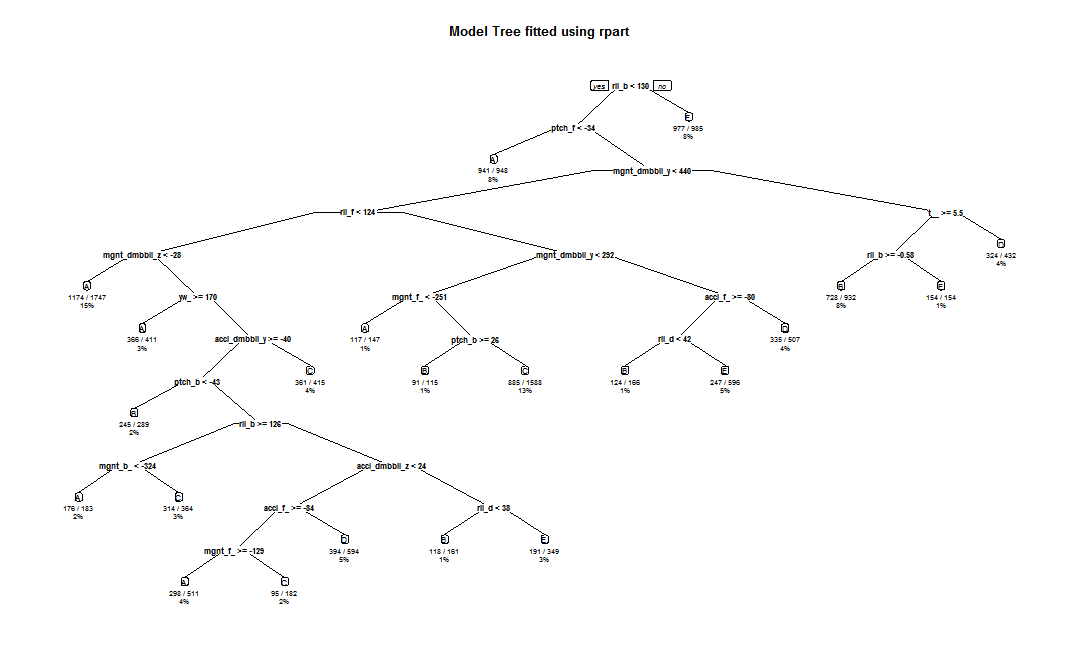 Model Tree fitted using rpart
yes rll_b < 130 no
E
977 / 985
8%
ptch_f < -34
A
941 / 948
8%
mgnt_dmbbll_y < 440
rll_f < 124
t__ >= 5.5
D
324 / 432
4%
mgnt_dmbbll_z < -28
mgnt_dmbbll_y < 292
rll_b >= -0.58
A
1174 / 1747
15%
B
728 / 932
8%
E
154 / 154
1%
yw_ >= 170
mgnt_f_ < -251
accl_f_ >= -80
A
366 / 411
3%
A
117 / 147
1%
D
335 / 507
4%
accl_dmbbll_y >= -40
ptch_b >= 26
rll_d < 42
C
361 / 415
4%
B
91 / 115
1%
C
885 / 1588
13%
B
124 / 166
1%
E
247 / 596
5%
ptch_b < -43
B
245 / 289
2%
rll_b >= 126
mgnt_b_ < -324
accl_dmbbll_z < 24
A
176 / 183
2%
C
314 / 364
3%
accl_f_ >= -84
rll_d < 38
D
394 / 594
5%
B
118 / 161
1%
E
191 / 349
3%
mgnt_f_ >= -129
A
298 / 511
4%
C
95 / 182
2%